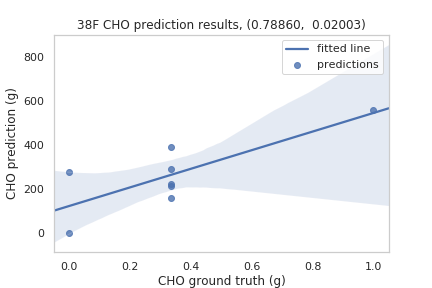 38F CHO prediction results, (0.78860,  0.02003)
fitted line
predictions
CHO prediction (g)
800
600
400
200
0
0.0 0.2 0.4 0.6 0.8 1.0
CHO ground truth (g)